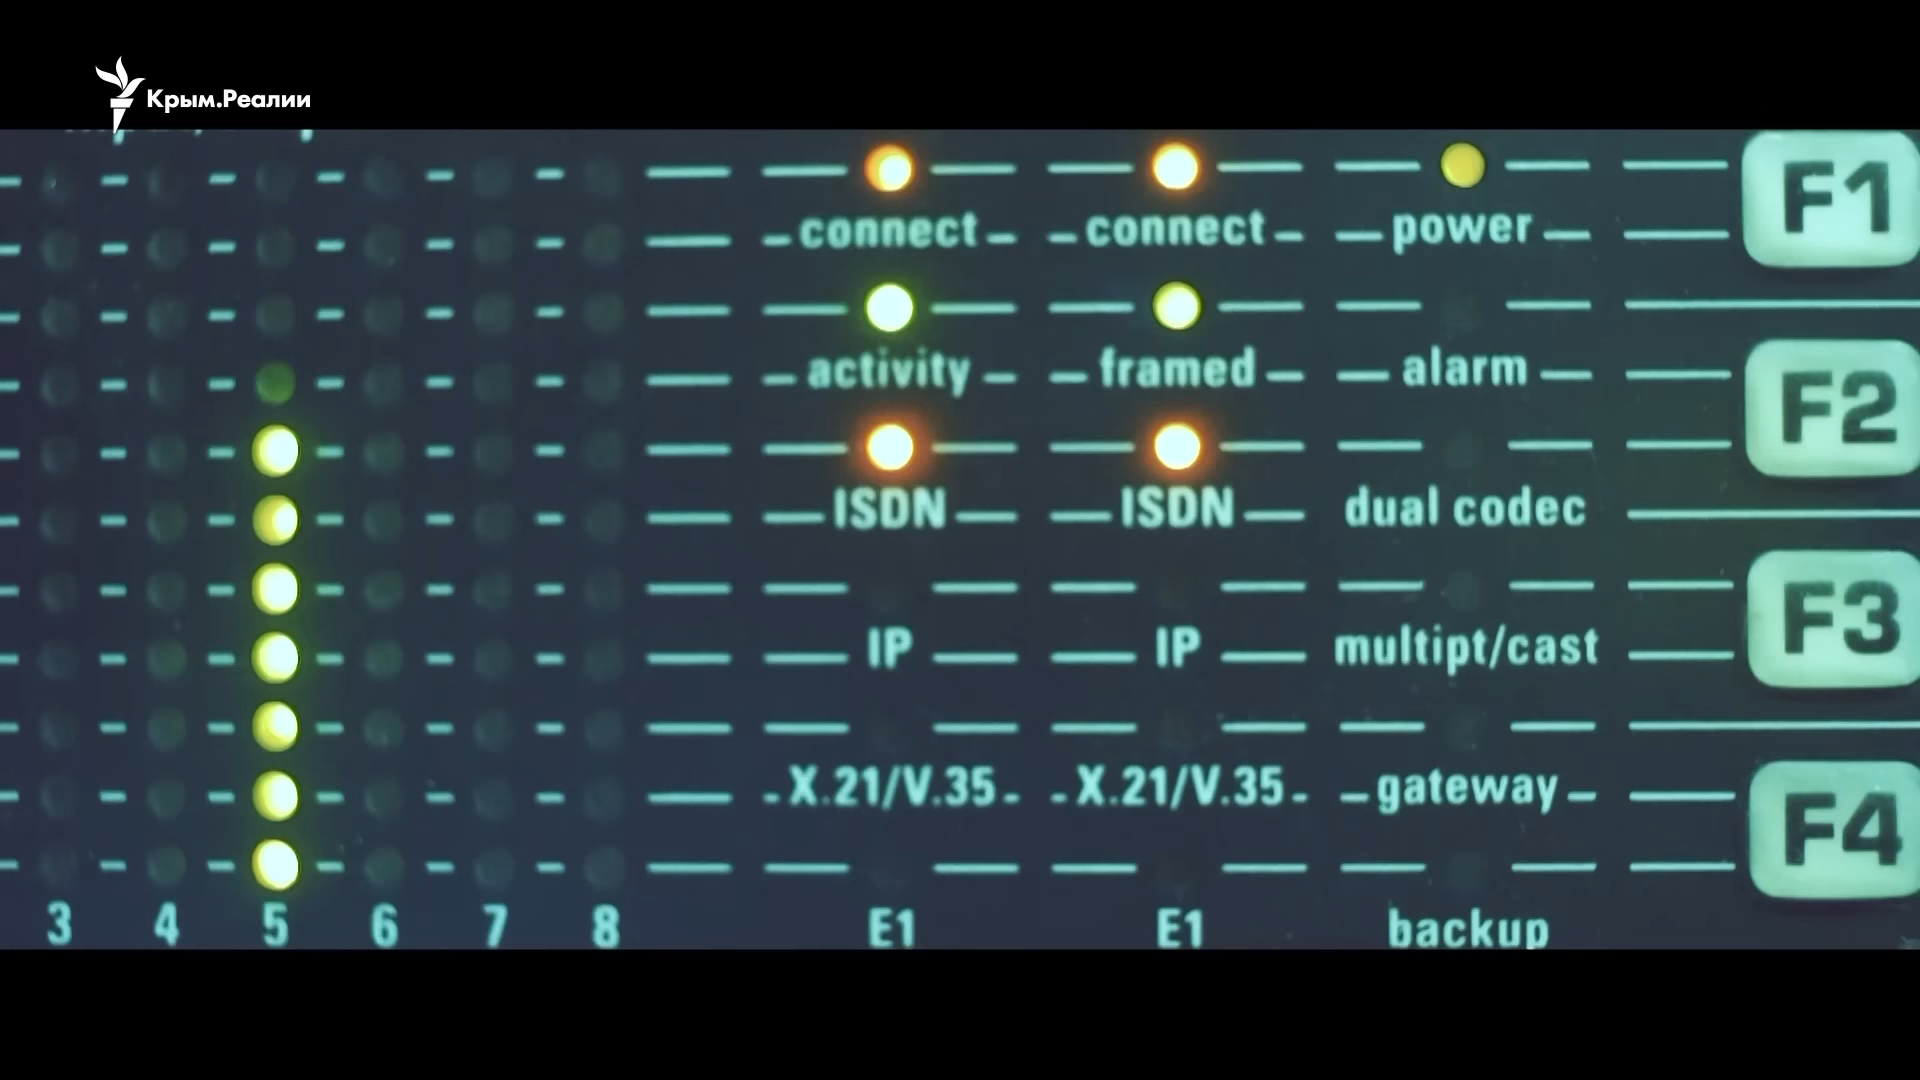 Крым.Реалии
F1
connect connect power
F2
activity framed alarm
ISDN ISDN dual codec
F3
IP IP multipt/cast
X.21/V.35 X.21/V.35 gateway
F4
3 4 5 6 7 8 E1 E1 backup